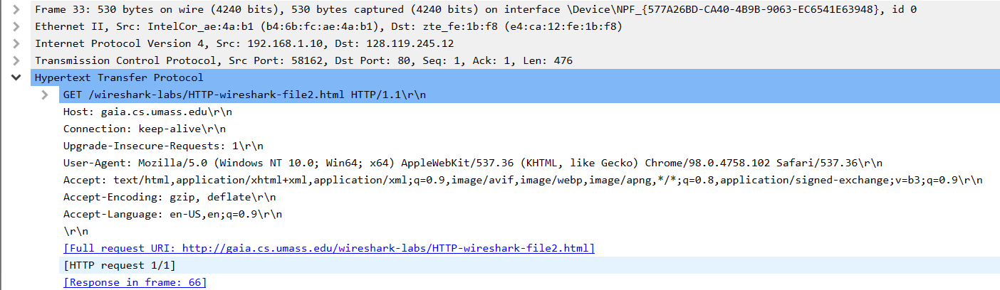 Frame 33: 530 bytes on wire (4240 bits), 530 bytes captured (4240 bits) on interface \Device\NPF_{577A26BD-CA40-4B9B-9063-EC6541E63948}, id 0
Ethernet II, Src: IntelCor_ae:4a:b1 (b4:6b:fc:ae:4a:b1), Dst: zte_fe:1b:f8 (e4:ca:12:fe:1b:f8)
Internet Protocol Version 4, Src: 192.168.1.10, Dst: 128.119.245.12
Transmission Control Protocol, Src Port: 58162, Dst Port: 80, Seq: 1, Ack: 1, Len: 476
Hypertext Transfer Protocol
GET /wireshark-labs/HTTP-wireshark-file2.html HTTP/1.1\r\n
Host: gaia.cs.umass.edu\r\n
Connection: keep-alive\r\n
Upgrade-Insecure-Requests: 1\r\n
User-Agent: Mozilla/5.0 (Windows NT 10.0; Win64; x64) AppleWebKit/537.36 (KHTML, like Gecko) Chrome/98.0.4758.102 Safari/537.36\r\n
Accept: text/html,application/xhtml+xml,application/xml;q=0.9,image/avif,image/webp,image/apng,*/*;q=0.8,application/signed-exchange;v=b3;q=0.9\r\n
Accept-Encoding: gzip, deflate\r\n
Accept-Language: en-US,en;q=0.9\r\n
\r\n
[Full request URI: http://gaia.cs.umass.edu/wireshark-labs/HTTP-wireshark-file2.html]
[HTTP request 1/1]
[Response in frame: 66]